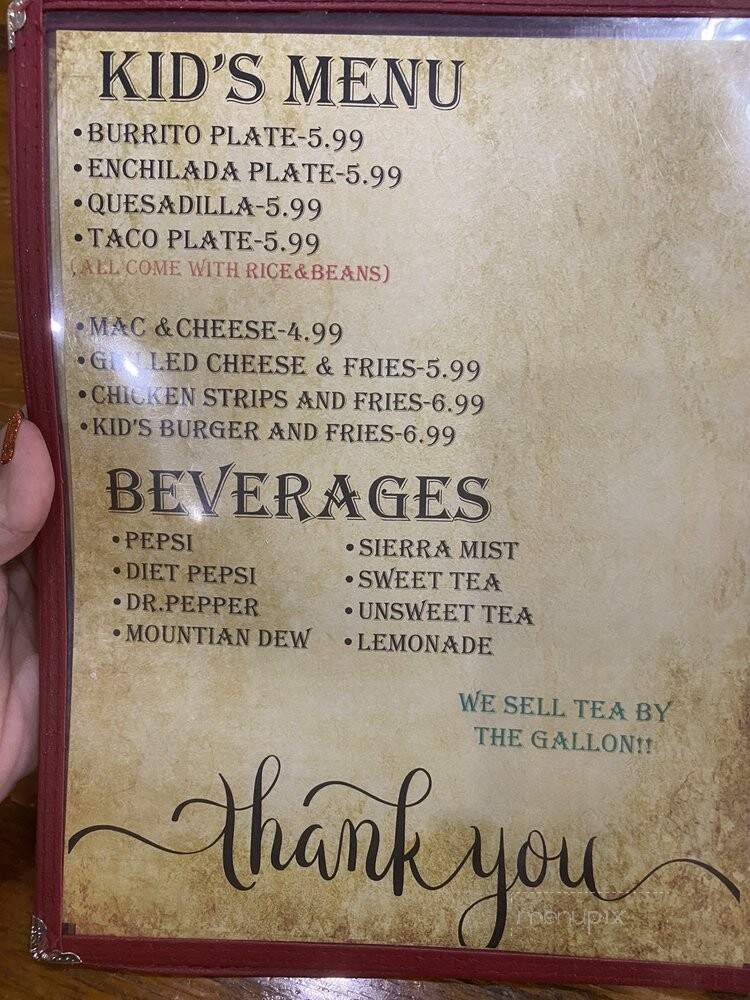 KID'S MENU
•BURRITO PLATE-5.99
•ENCHILADA PLATE-5.99
•QUESADILLA-5.99
•TACO PLATE-5.99
(ALL COME WITH RICE&BEANS)
•MAC &CHEESE-4.99
•GRILLED CHEESE & FRIES-5.99
•CHICKEN STRIPS AND FRIES-6.99
•KID'S BURGER AND FRIES-6.99
BEVERAGES
•PEPSI
•DIET PEPSI
•DR.PEPPER
•MOUNTIAN DEW
•SIERRA MIST
•SWEET TEA
•UNSWEET TEA
•LEMONADE
WE SELL TEA BY
THE GALLON!!
thank you
menupix